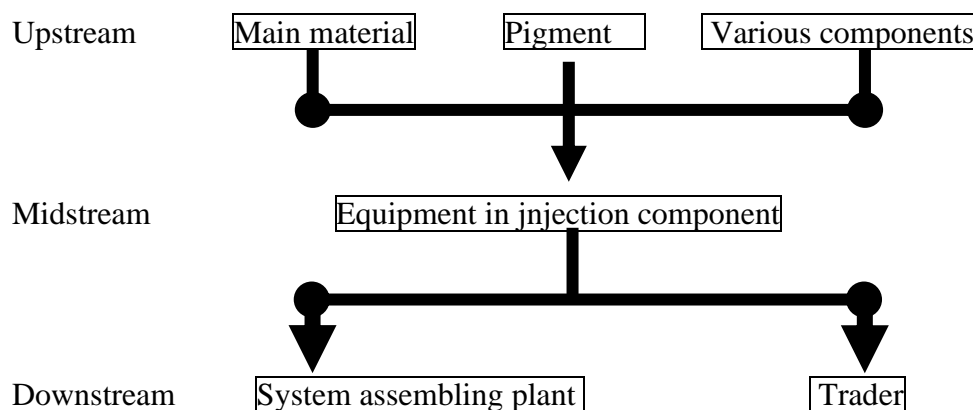 Upstream Main material Pigment Various components
Midstream Equipment in jnjection component
Downstream System assembling plant Trader